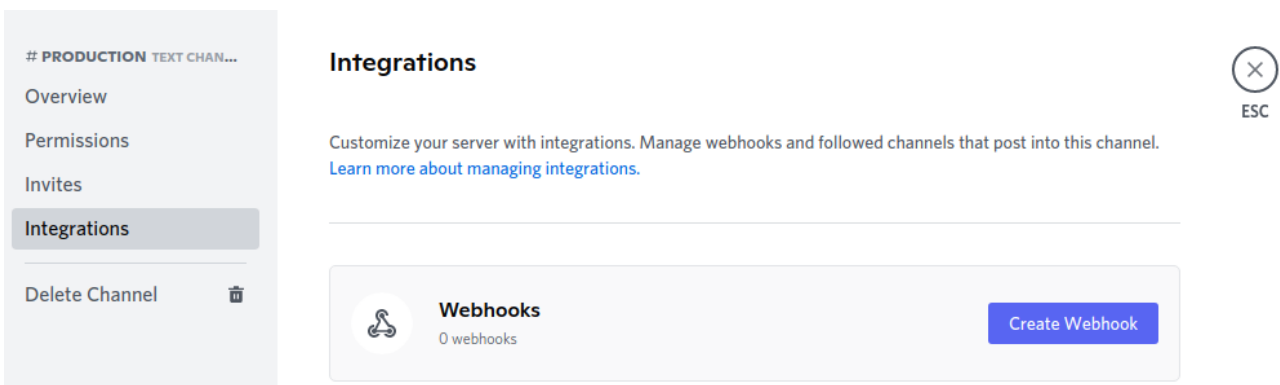 # PRODUCTION TEXT CHAN...
Overview
Permissions
Invites
Integrations
Delete Channel
Integrations
Customize your server with integrations. Manage webhooks and followed channels that post into this channel.
Learn more about managing integrations.
Webhooks
0 webhooks
Create Webhook
ESC